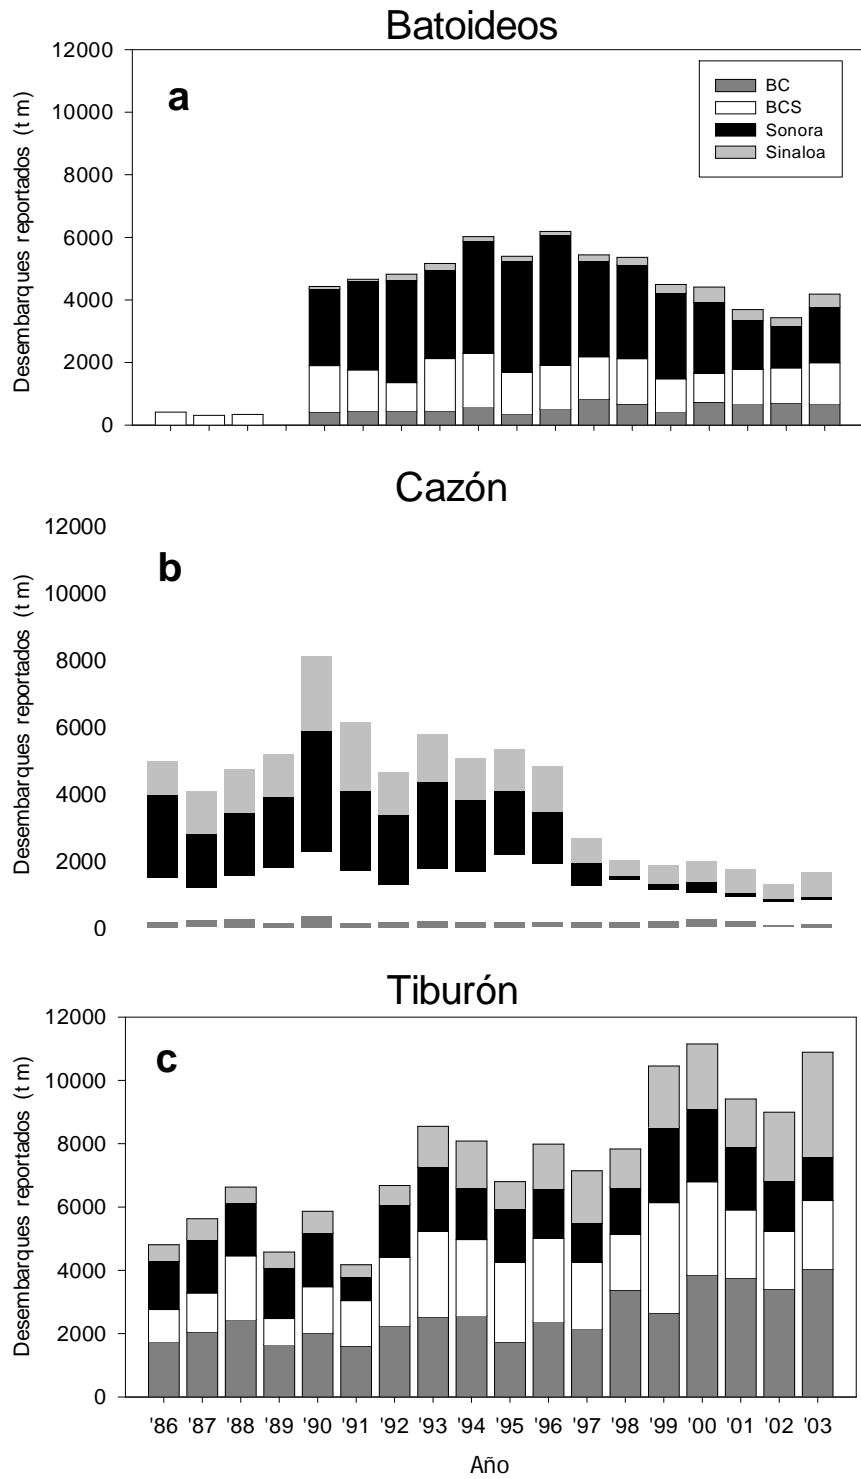 Batoideos
12000
10000
8000
6000
4000
2000
0
Desembarques reportados (t m)
a
BC
BCS
Sonora
Sinaloa
Cazón
12000
10000
8000
6000
4000
2000
0
Desembarques reportados (t m)
b
Tiburón
12000
10000
8000
6000
4000
2000
0
Desembarques reportados (t m)
c
'86 '87 '88 '89 '90 '91 '92 '93 '94 '95 '96 '97 '98 '99 '00 '01 '02 '03
Año